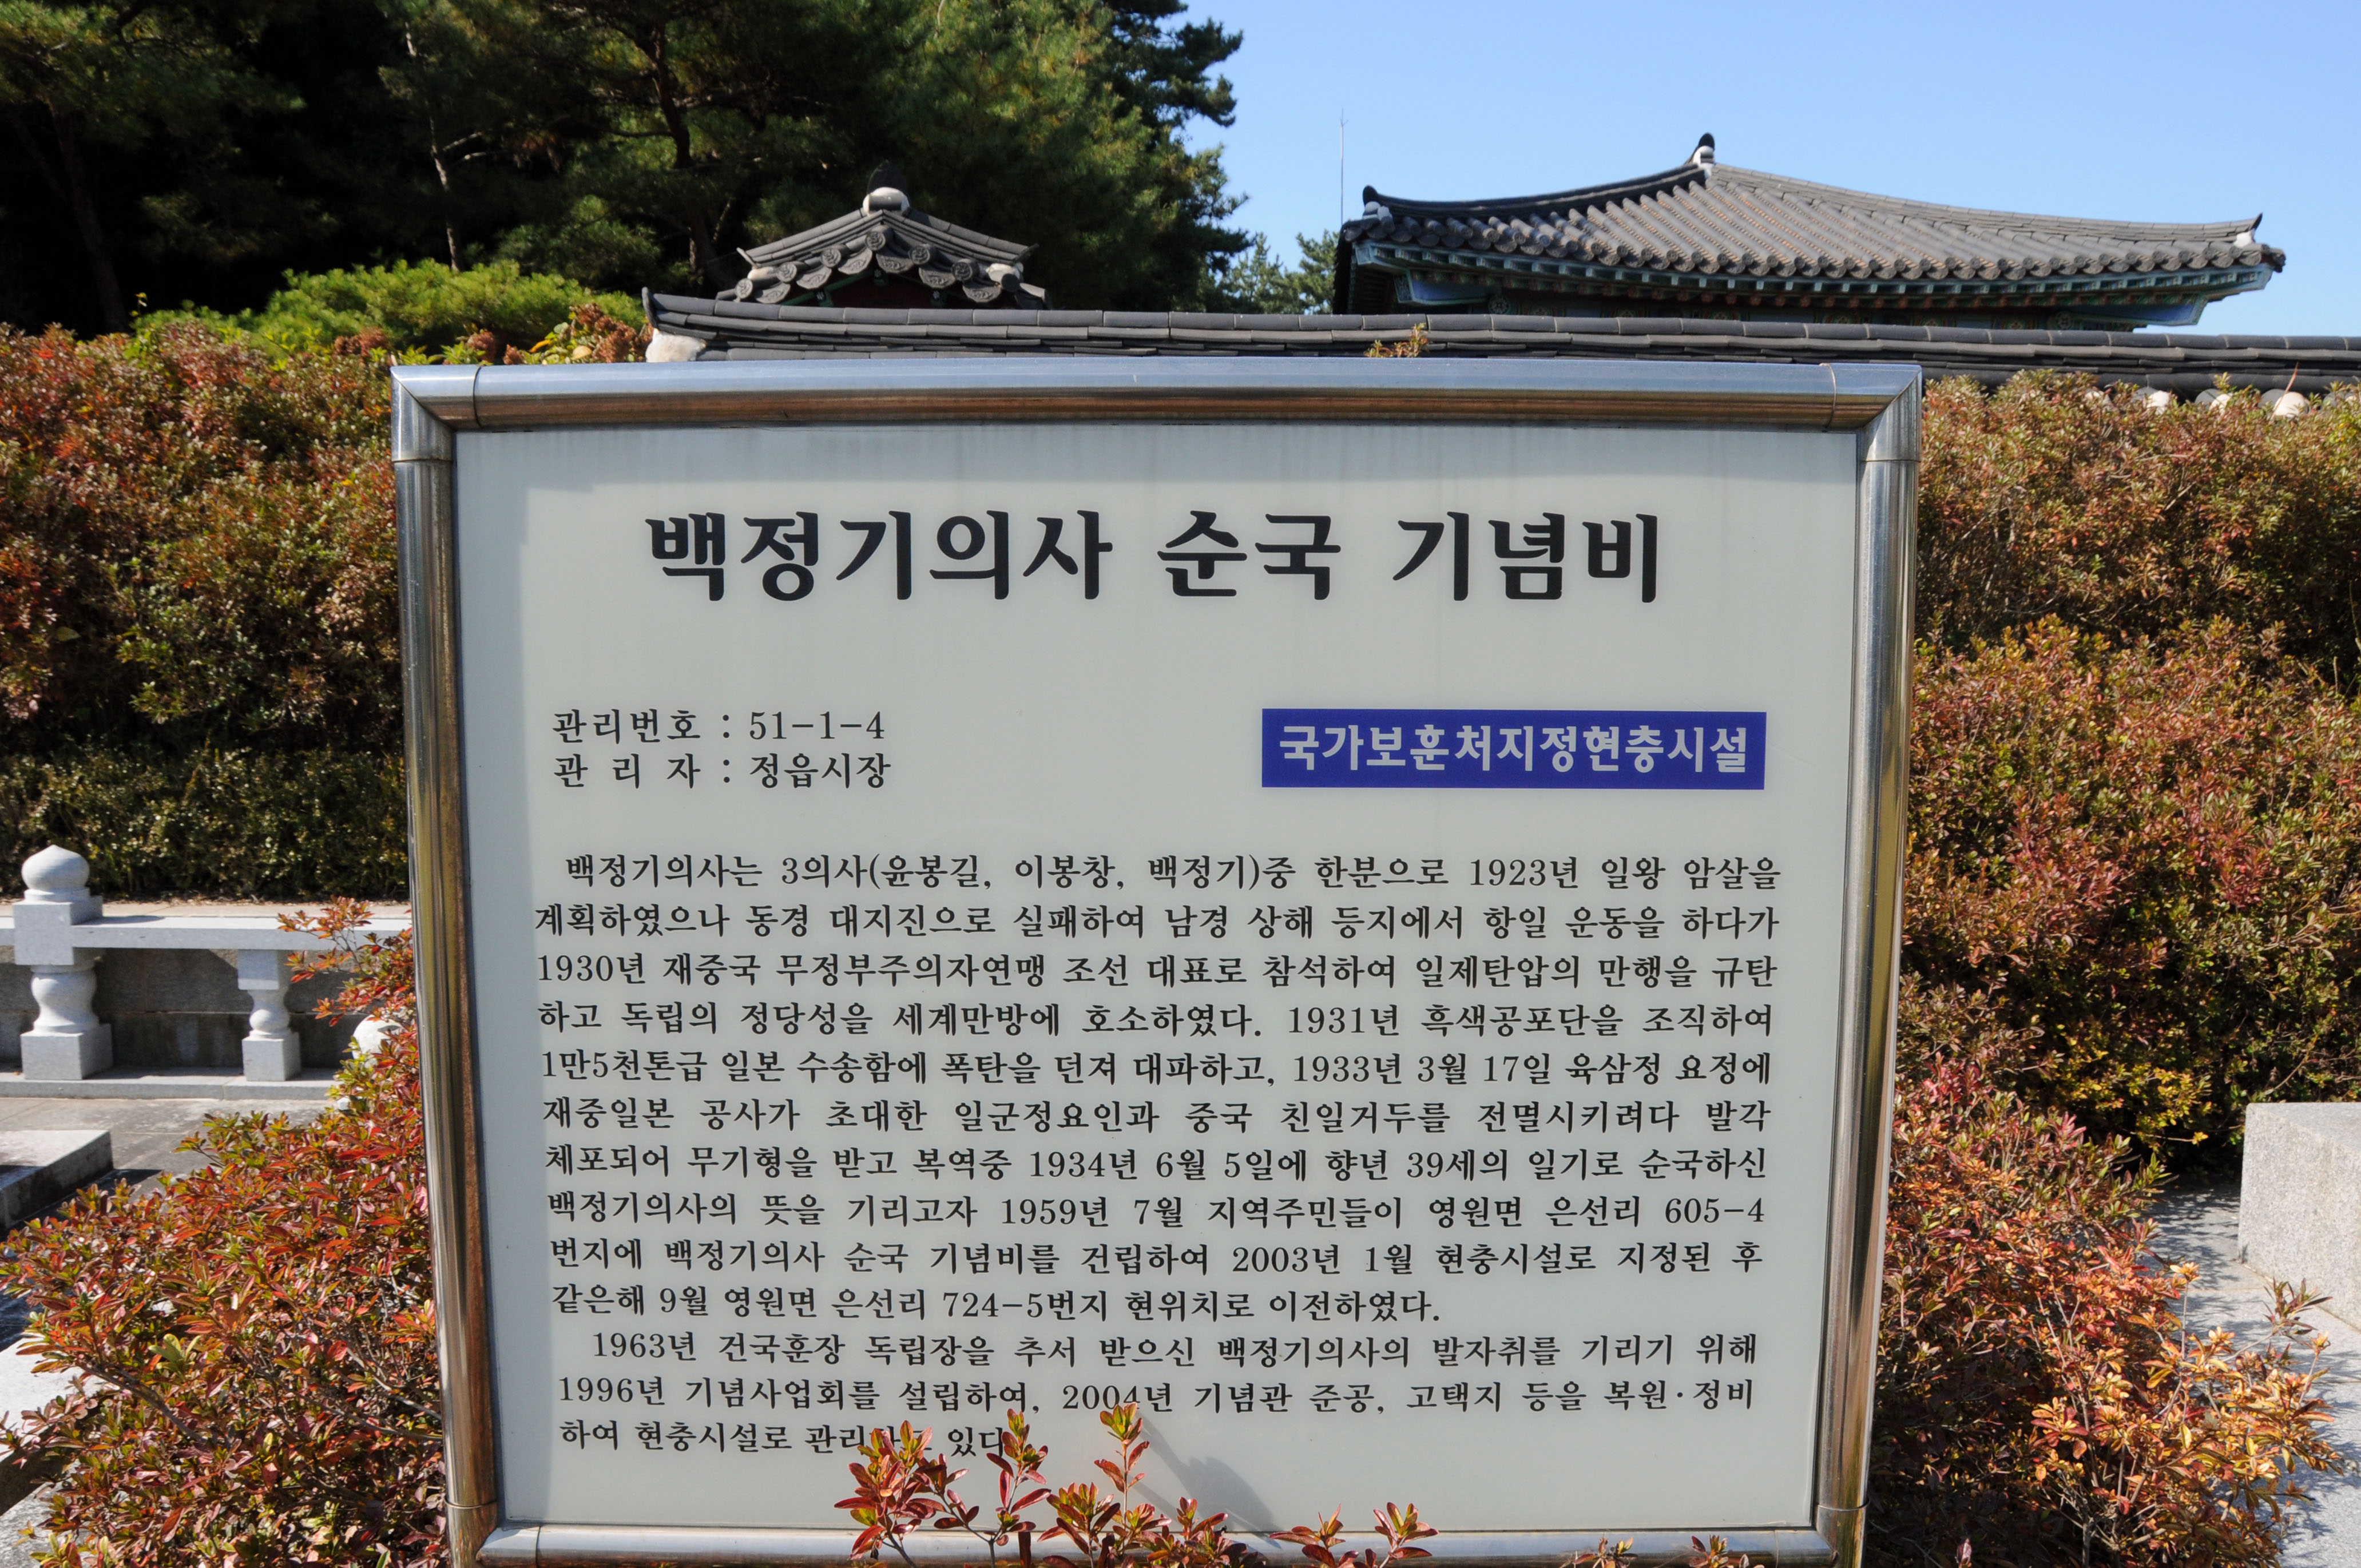 백정기의사 순국 기념비
관리번호 : 51-1-4
관 리 자 : 정읍시장
국가보훈처지정현충시설
백정기의사는 3의사(윤봉길, 이봉창, 백정기)중 한분으로 1923년 일왕 암살을
계획하였으나 동경 대지진으로 실패하여 남경 상해 등지에서 항일 운동을 하다가
1930년 재중국 무정부주의자연맹 조선 대표로 참석하여 일제탄압의 만행을 규탄
하고 독립의 정당성을 세계만방에 호소하였다. 1931년 흑색공포단을 조직하여
1만5천톤급 일본 수송함에 폭탄을 던져 대파하고, 1933년 3월 17일 육삼정 요정에
재중일본 공사가 초대한 일군정요인과 중국 친일거두를 전멸시키려다 발각
체포되어 무기형을 받고 복역중 1934년 6월 5일에 향년 39세의 일기로 순국하신
백정기의사의 뜻을 기리고자 1959년 7월 지역주민들이 영원면 은선리 605-4
번지에 백정기의사 순국 기념비를 건립하여 2003년 1월 현충시설로 지정된 후
같은해 9월 영원면 은선리 724-5번지 현위치로 이전하였다.
1963년 건국훈장 독립장을 추서 받으신 백정기의사의 발자취를 기리기 위해
1996년 기념사업회를 설립하여, 2004년 기념관 준공, 고택지 등을 복원·정비
하여 현충시설로 있다